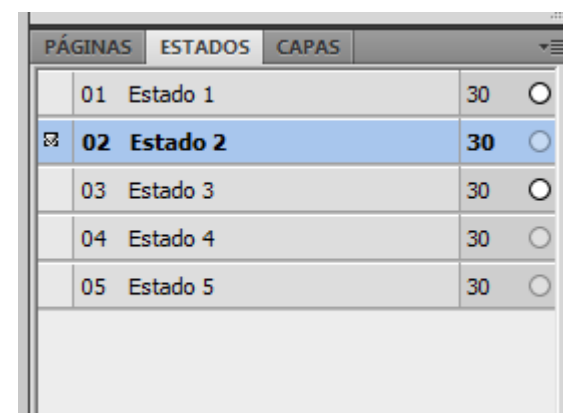 PÁGINAS ESTADOS CAPAS
01 Estado 1 30
02 Estado 2 30
03 Estado 3 30
04 Estado 4 30
05 Estado 5 30